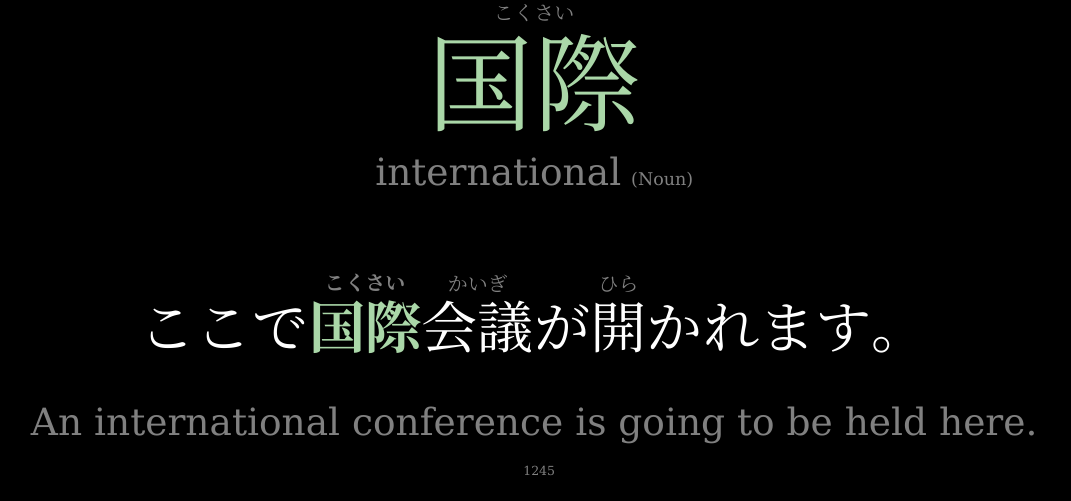 こくさい
国際
international (Noun)
こくさい かいぎ ひら
ここで国際会議が開かれます。
An international conference is going to be held here.
1245